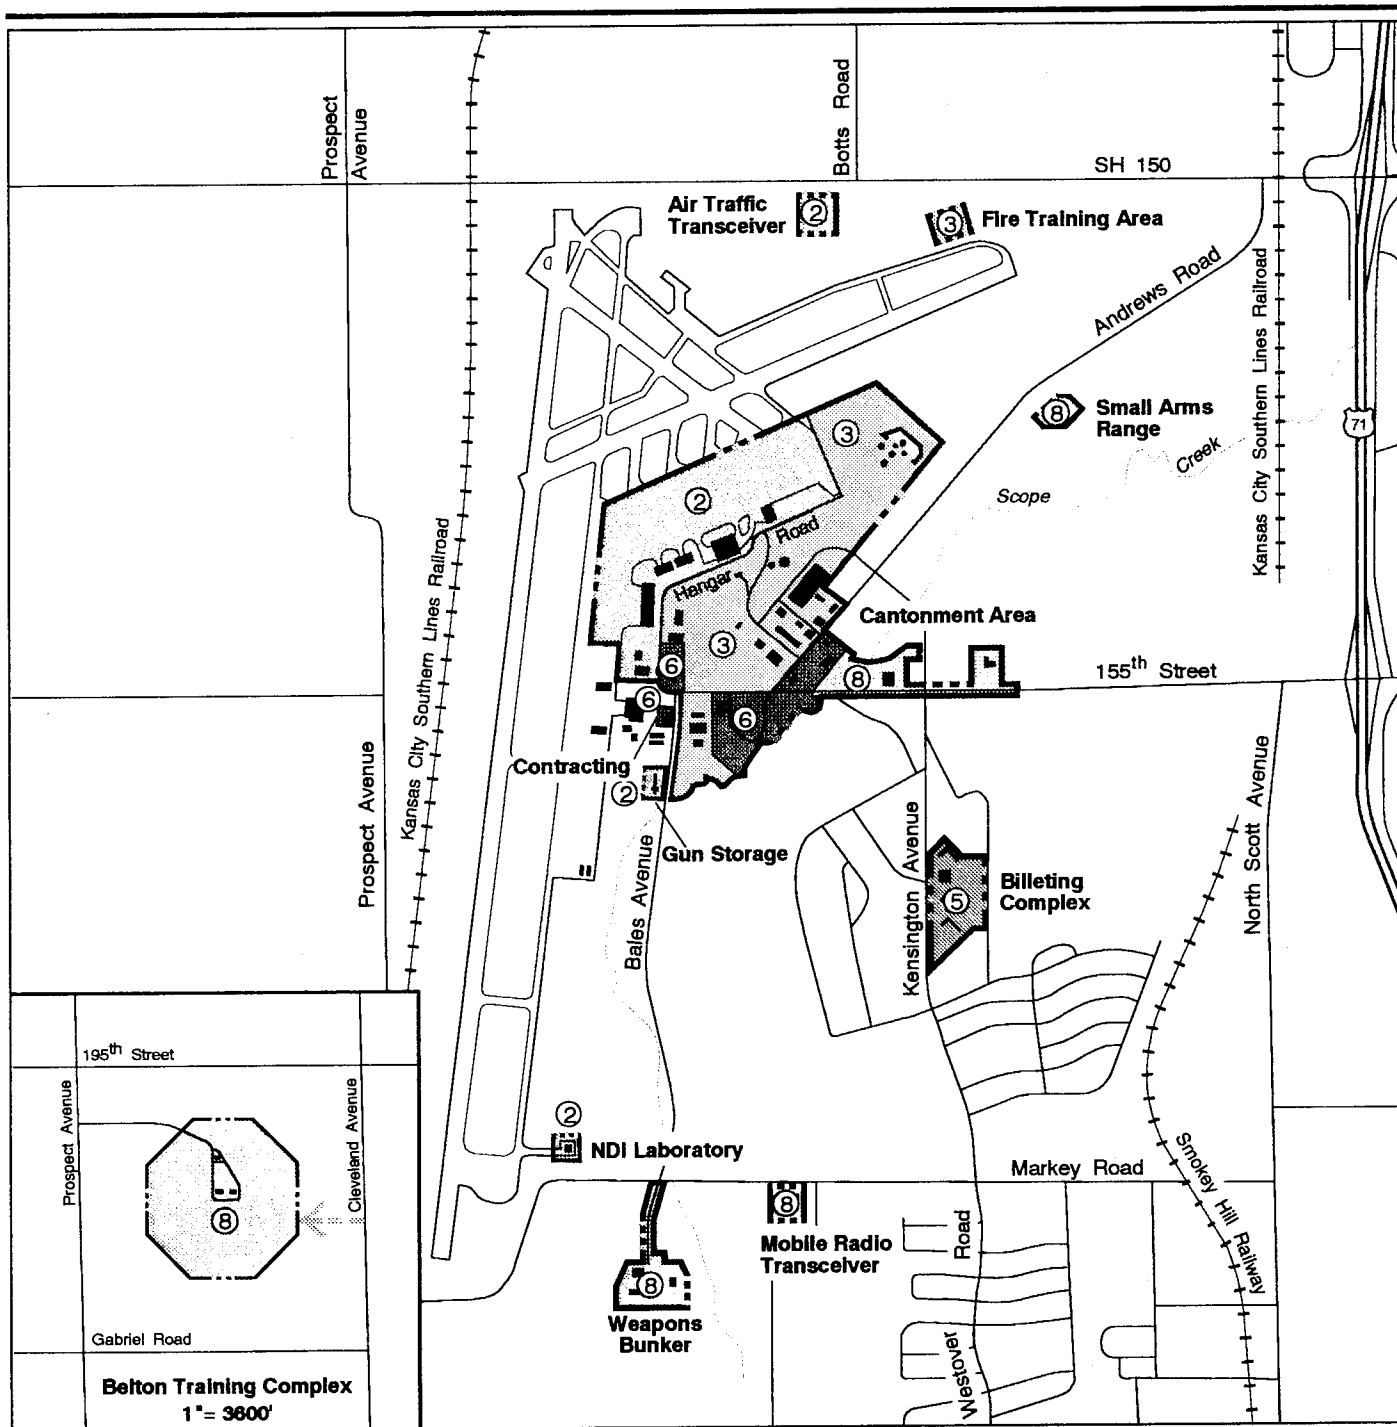 Prospect
Avenue
Botts Road
SH 150
Air Traffic
Transceiver
2
3
Fire Training Area
Andrews Road
Kansas City Southern Lines Railroad
71
8
Small Arms
Range
Creek
Scope
3
2
Hangar Road
Kansas City Southern Lines Railroad
Cantonment Area
3
6
8
155th Street
6
6
Contracting
2
Gun Storage
Prospect Avenue
Bales Avenue
Kensington Avenue
North Scott Avenue
5
Billeting
Complex
195th Street
Prospect Avenue
Cleveland Avenue
8
Gabriel Road
Belton Training Complex
1"= 3600'
2
NDI Laboratory
Markey Road
Smokey Hill Railway
8
Mobile Radio
Transceiver
8
Weapons
Bunker
Westover Road